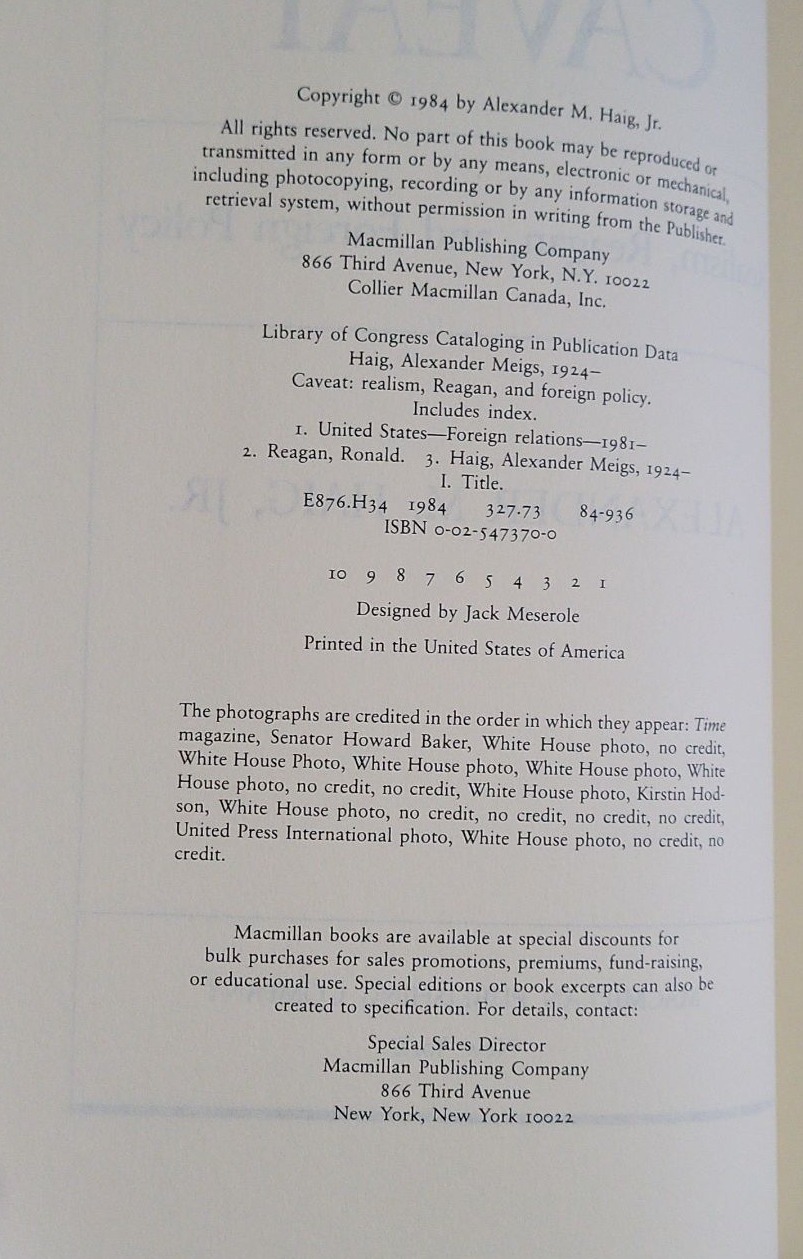 Copyright © 1984 by Alexander M. Haig, Jr.
All rights reserved. No part of this book may be reproduced or
transmitted in any form or by any means, electronic or mechanical,
including photocopying, recording or by any information storage and
retrieval system, without permission in writing from the Publisher.
Macmillan Publishing Company
866 Third Avenue, New York, N.Y. 10022
Collier Macmillan Canada, Inc.
Library of Congress Cataloging in Publication Data
Haig, Alexander Meigs, 1924–
Caveat: realism, Reagan, and foreign policy.
Includes index.
1. United States—Foreign relations—1981–
2. Reagan, Ronald. 3. Haig, Alexander Meigs, 1924–
I. Title.
E876.H34 1984 327.73 84-936
ISBN 0-02-547370-0
10 9 8 7 6 5 4 3 2 1
Designed by Jack Meserole
Printed in the United States of America
The photographs are credited in the order in which they appear: Time
magazine, Senator Howard Baker, White House photo, no credit,
White House Photo, White House photo, White House photo, White
House photo, no credit, no credit, White House photo, Kirstin Hod-
son, White House photo, no credit, no credit, no credit, no credit,
United Press International photo, White House photo, no credit, no
credit.
Macmillan books are available at special discounts for
bulk purchases for sales promotions, premiums, fund-raising,
or educational use. Special editions or book excerpts can also be
created to specification. For details, contact:
Special Sales Director
Macmillan Publishing Company
866 Third Avenue
New York, New York 10022